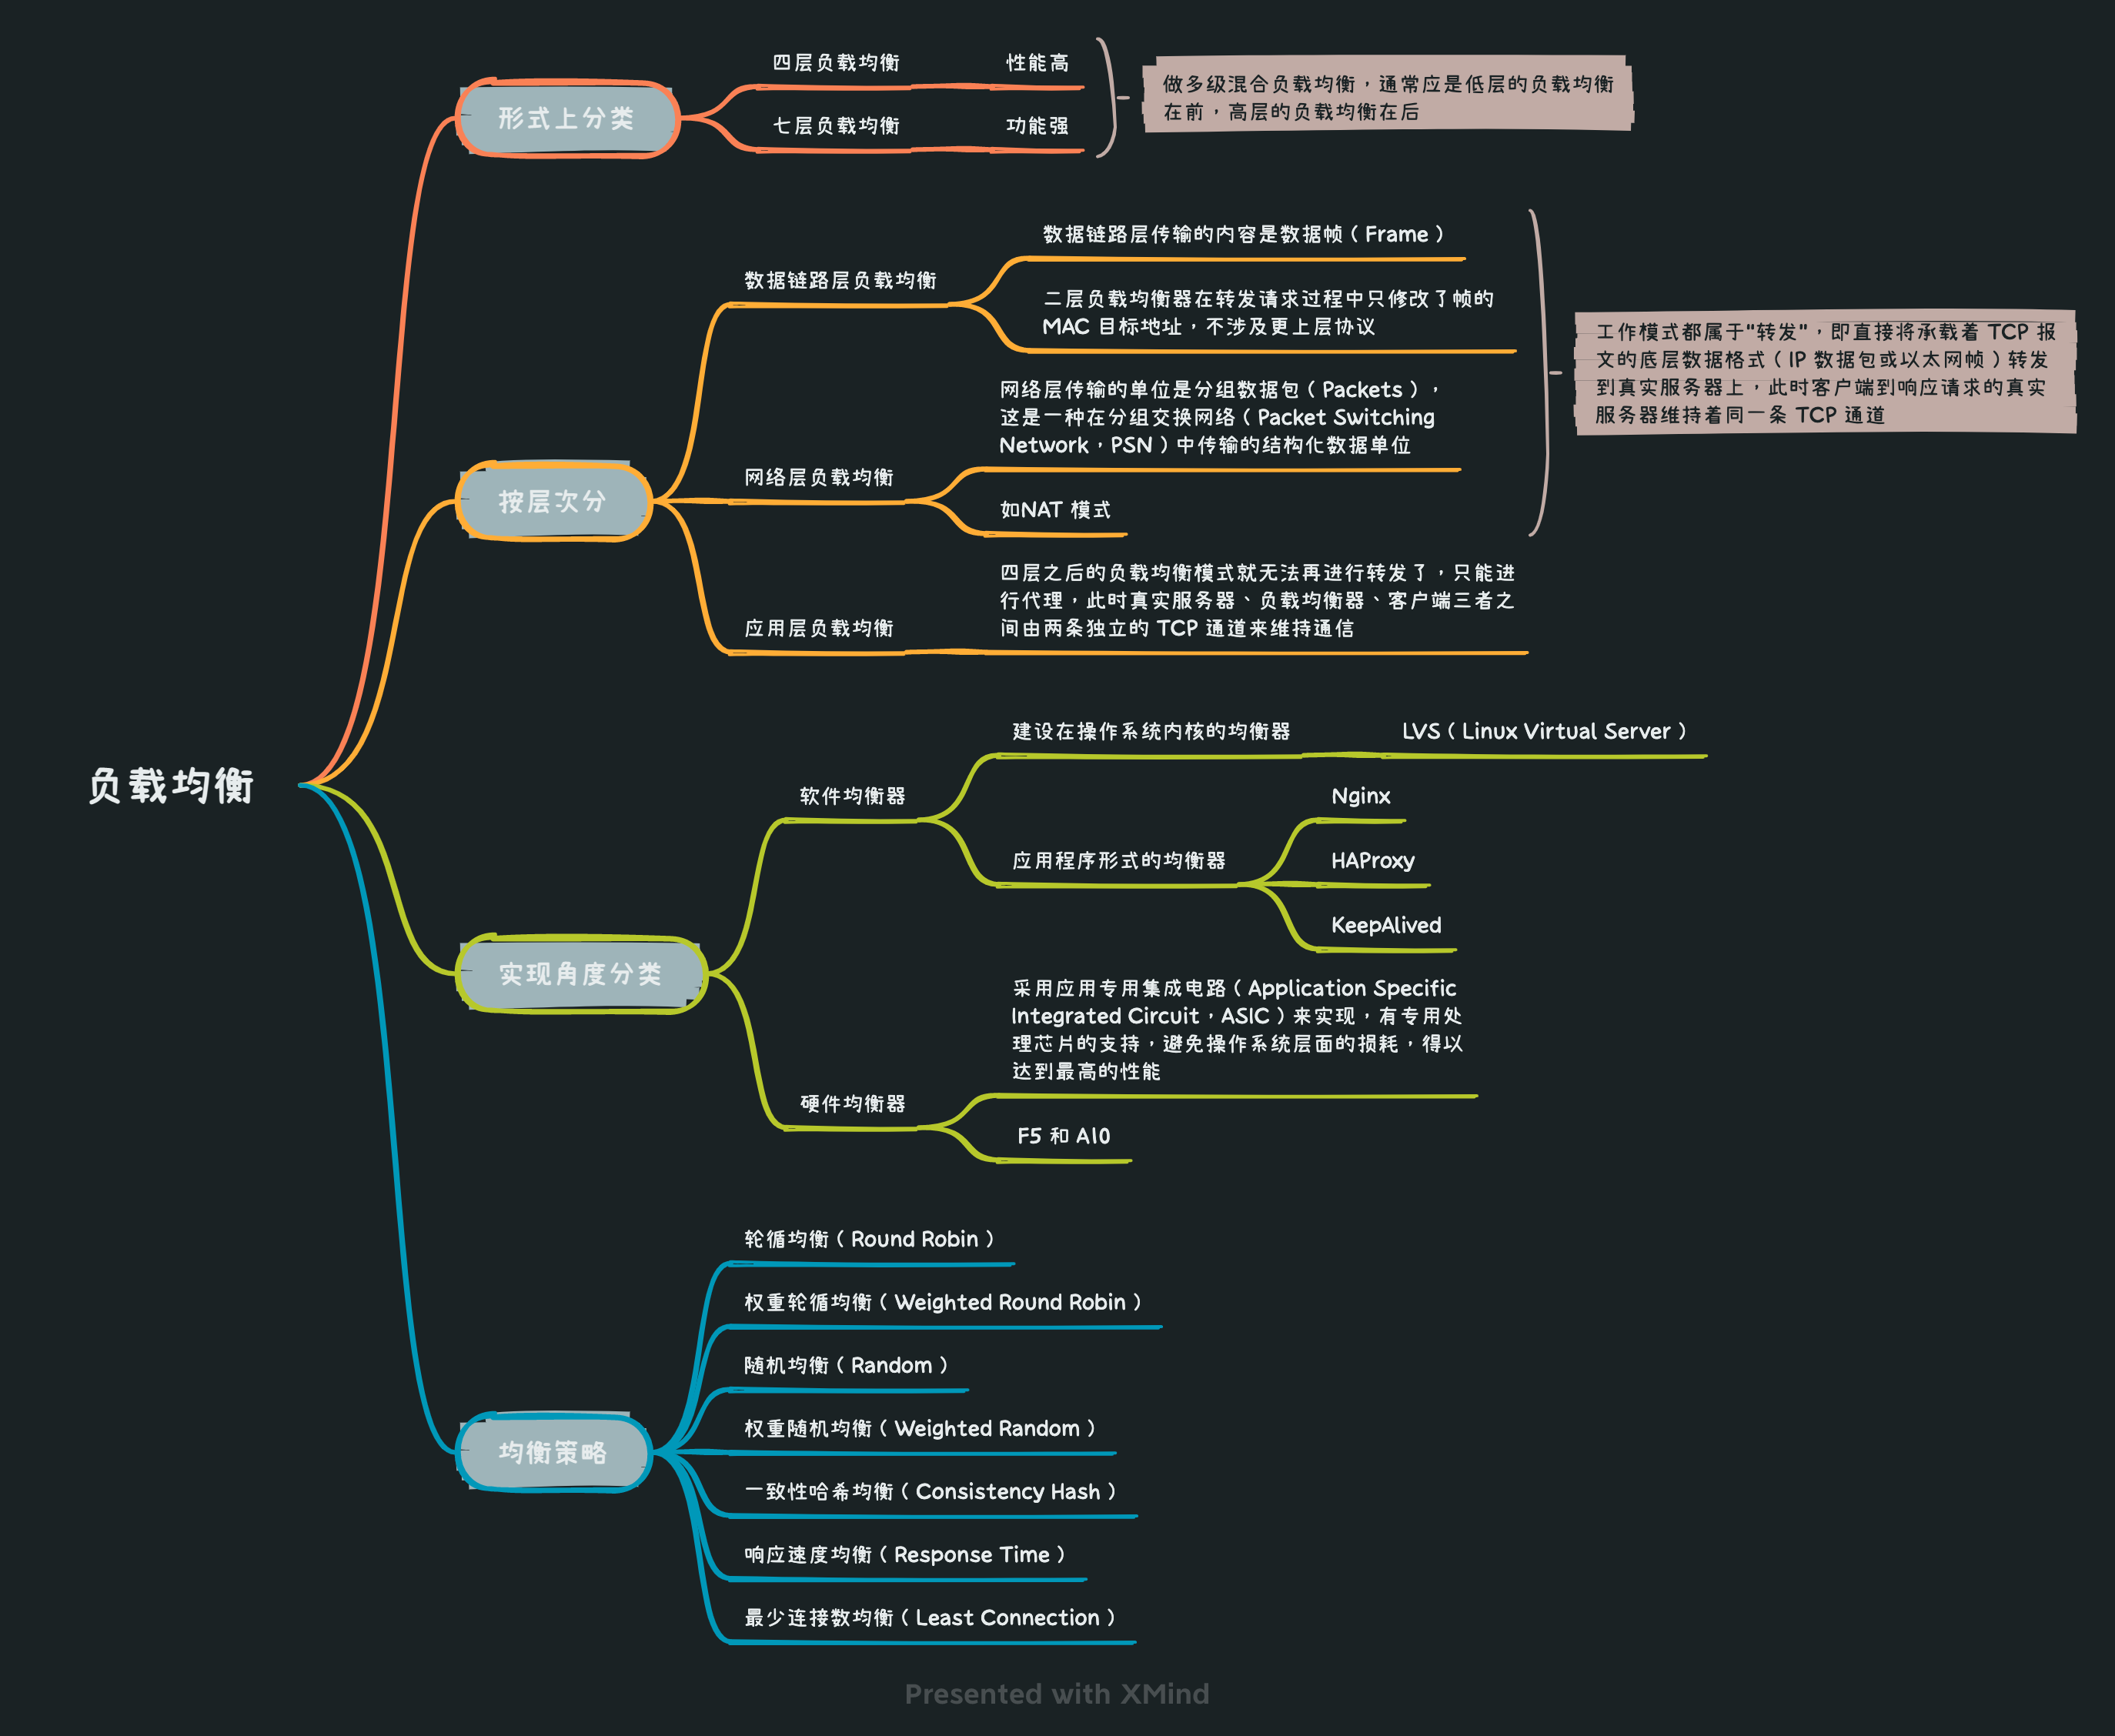 负载均衡
形式上分类
四层负载均衡
性能高
七层负载均衡
功能强
做多级混合负载均衡，通常应是低层的负载均衡
在前，高层的负载均衡在后
按层次分
数据链路层负载均衡
数据链路层传输的内容是数据帧（Frame）
二层负载均衡器在转发请求过程中只修改了帧的
MAC 目标地址，不涉及更上层协议
网络层负载均衡
网络层传输的单位是分组数据包（Packets），
这是一种在分组交换网络（Packet Switching
Network，PSN）中传输的结构化数据单位
如NAT 模式
工作模式都属于"转发"，即直接将承载着 TCP 报
文的底层数据格式（IP 数据包或以太网帧）转发
到真实服务器上，此时客户端到响应请求的真实
服务器维持着同一条 TCP 通道
应用层负载均衡
四层之后的负载均衡模式就无法再进行转发了，只能进
行代理，此时真实服务器、负载均衡器、客户端三者之
间由两条独立的 TCP 通道来维持通信
实现角度分类
软件均衡器
建设在操作系统内核的均衡器
LVS（Linux Virtual Server）
应用程序形式的均衡器
Nginx
HAProxy
KeepAlived
硬件均衡器
采用应用专用集成电路（Application Specific
Integrated Circuit，ASIC）来实现，有专用处
理芯片的支持，避免操作系统层面的损耗，得以
达到最高的性能
F5 和 A10
均衡策略
轮循均衡（Round Robin）
权重轮循均衡（Weighted Round Robin）
随机均衡（Random）
权重随机均衡（Weighted Random）
一致性哈希均衡（Consistency Hash）
响应速度均衡（Response Time）
最少连接数均衡（Least Connection）
Presented with XMind